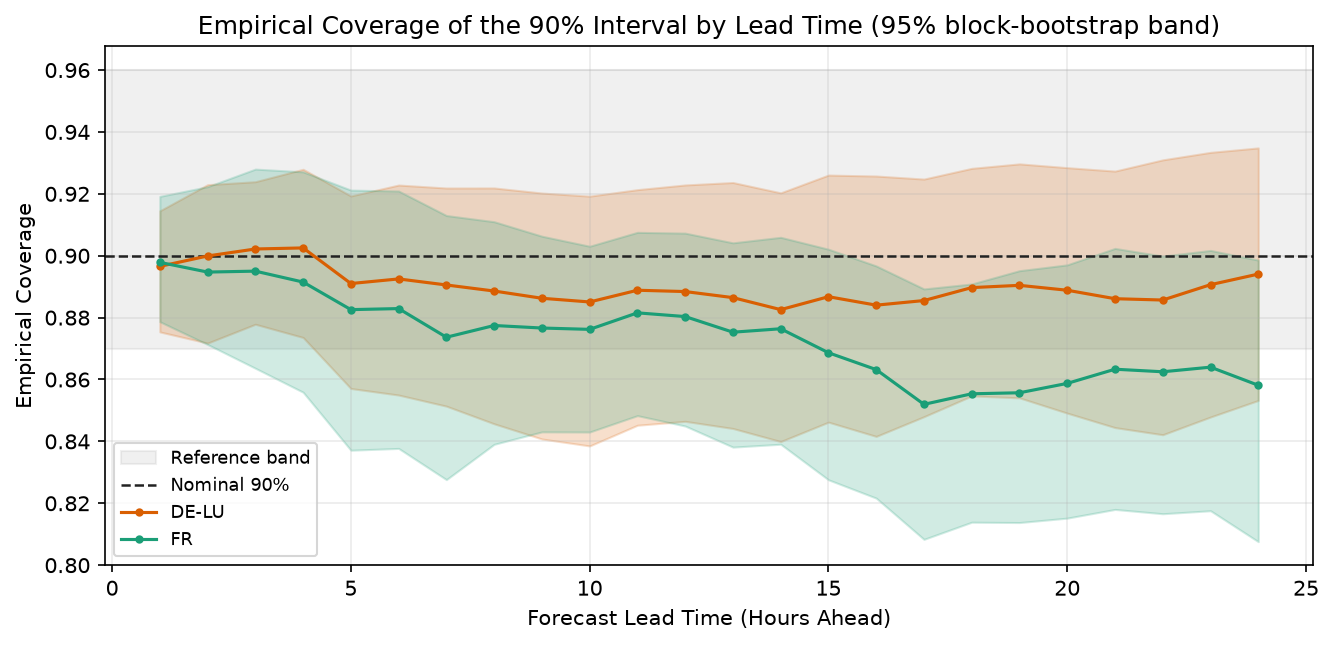 Empirical Coverage of the 90% Interval by Lead Time (95% block-bootstrap band)
Empirical Coverage
0.96
0.94
0.92
0.90
0.88
0.86
0.84
0.82
0.80
Reference band
Nominal 90%
DE-LU
FR
0 5 10 15 20 25
Forecast Lead Time (Hours Ahead)